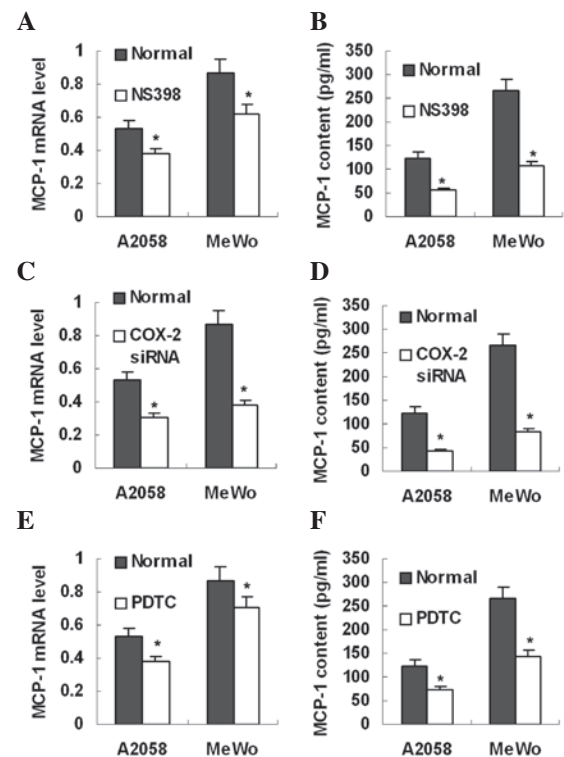 A
MCP-1 mRNA level
1
0.8
0.6
0.4
0.2
0
Normal
NS398
*
*
A2058 MeWo
B
MCP-1 content (pg/ml)
350
300
250
200
150
100
50
0
Normal
NS398
*
*
A2058 MeWo
C
MCP-1 mRNA level
1
0.8
0.6
0.4
0.2
0
Normal
COX-2
siRNA
*
*
A2058 MeWo
D
MCP-1 content (pg/ml)
350
300
250
200
150
100
50
0
Normal
COX-2
siRNA
*
*
A2058 MeWo
E
MCP-1 mRNA level
1
0.8
0.6
0.4
0.2
0
Normal
PDTC
*
*
A2058 MeWo
F
MCP-1 content (pg/ml)
350
300
250
200
150
100
50
0
Normal
PDTC
*
*
A2058 MeWo